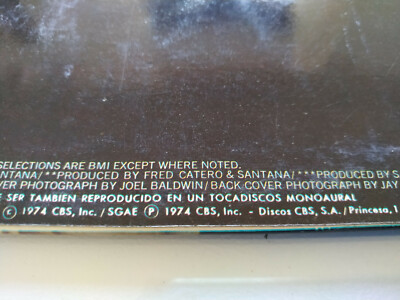 SELECTIONS ARE BMI EXCEPT WHERE NOTED.
NTANA/**PRODUCED BY FRED CATERO & SANTANA/***PRODUCED BY S
VER PHOTOGRAPH BY JOEL BALDWIN/BACK COVER PHOTOGRAPH BY JAY
E SER TAMBIEN REPRODUCIDO EN UN TOCADISCOS MONOAURAL
© 1974 CBS, Inc. / SGAE Ⓟ 1974 CBS, Inc. - Discos CBS, S.A./Princesa, 1